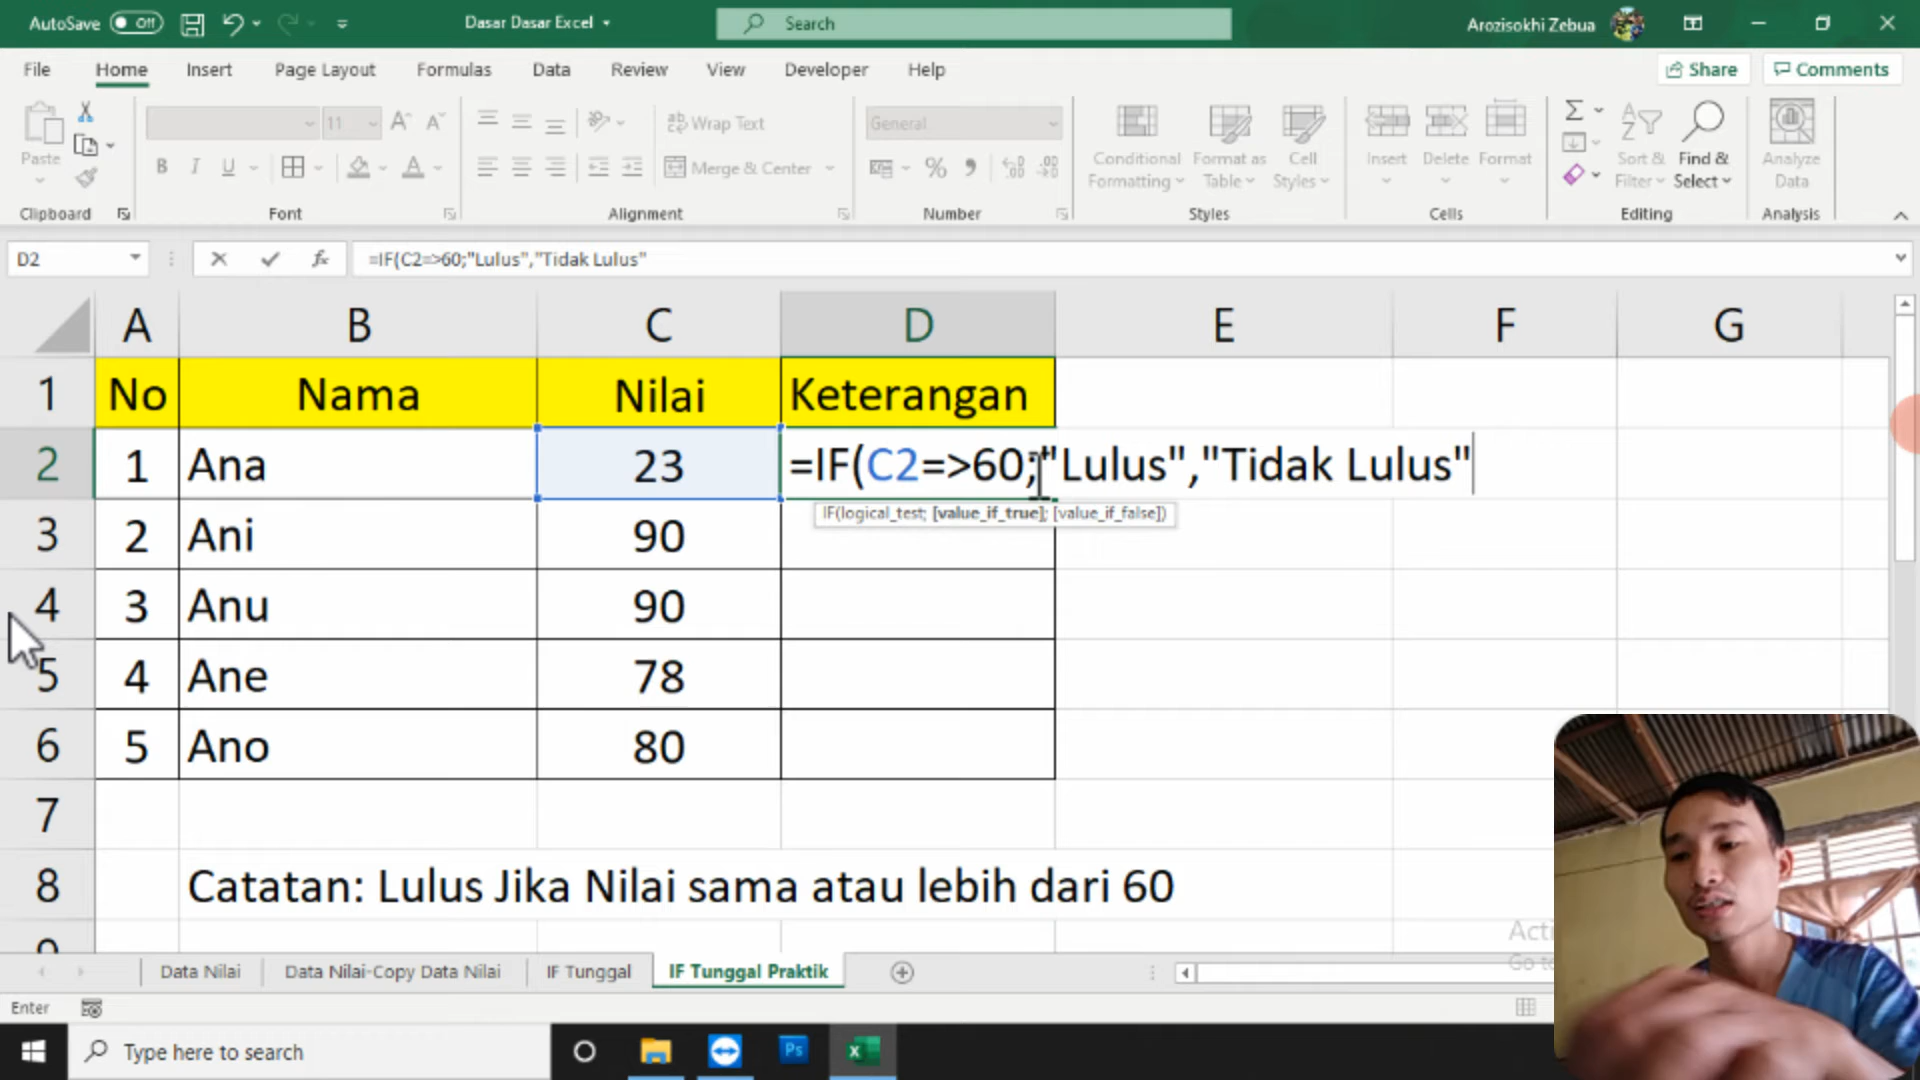 AutoSave Off Dasar Dasar Excel Search Arozisokhi Zebua
File Home Insert Page Layout Formulas Data Review View Developer Help Share Comments
Paste 11 Wrap Text General Conditional Formatting Format as Table Cell Styles Insert Delete Format Sort & Filter Find & Select Analyze Data
B I U Merge & Center %
Clipboard Font Alignment Number Styles Cells Editing Analysis
D2 fx =IF(C2=>60;"Lulus","Tidak Lulus"
A B C D E F G
1 No Nama Nilai Keterangan
2 1 Ana 23 =IF(C2=>60;"Lulus","Tidak Lulus"
IF(logical_test; [value_if_true]; [value_if_false])
3 2 Ani 90
4 3 Anu 90
5 4 Ane 78
6 5 Ano 80
7
8 Catatan: Lulus Jika Nilai sama atau lebih dari 60
9
Data Nilai Data Nilai-Copy Data Nilai IF Tunggal IF Tunggal Praktik
Enter
Type here to search Ps